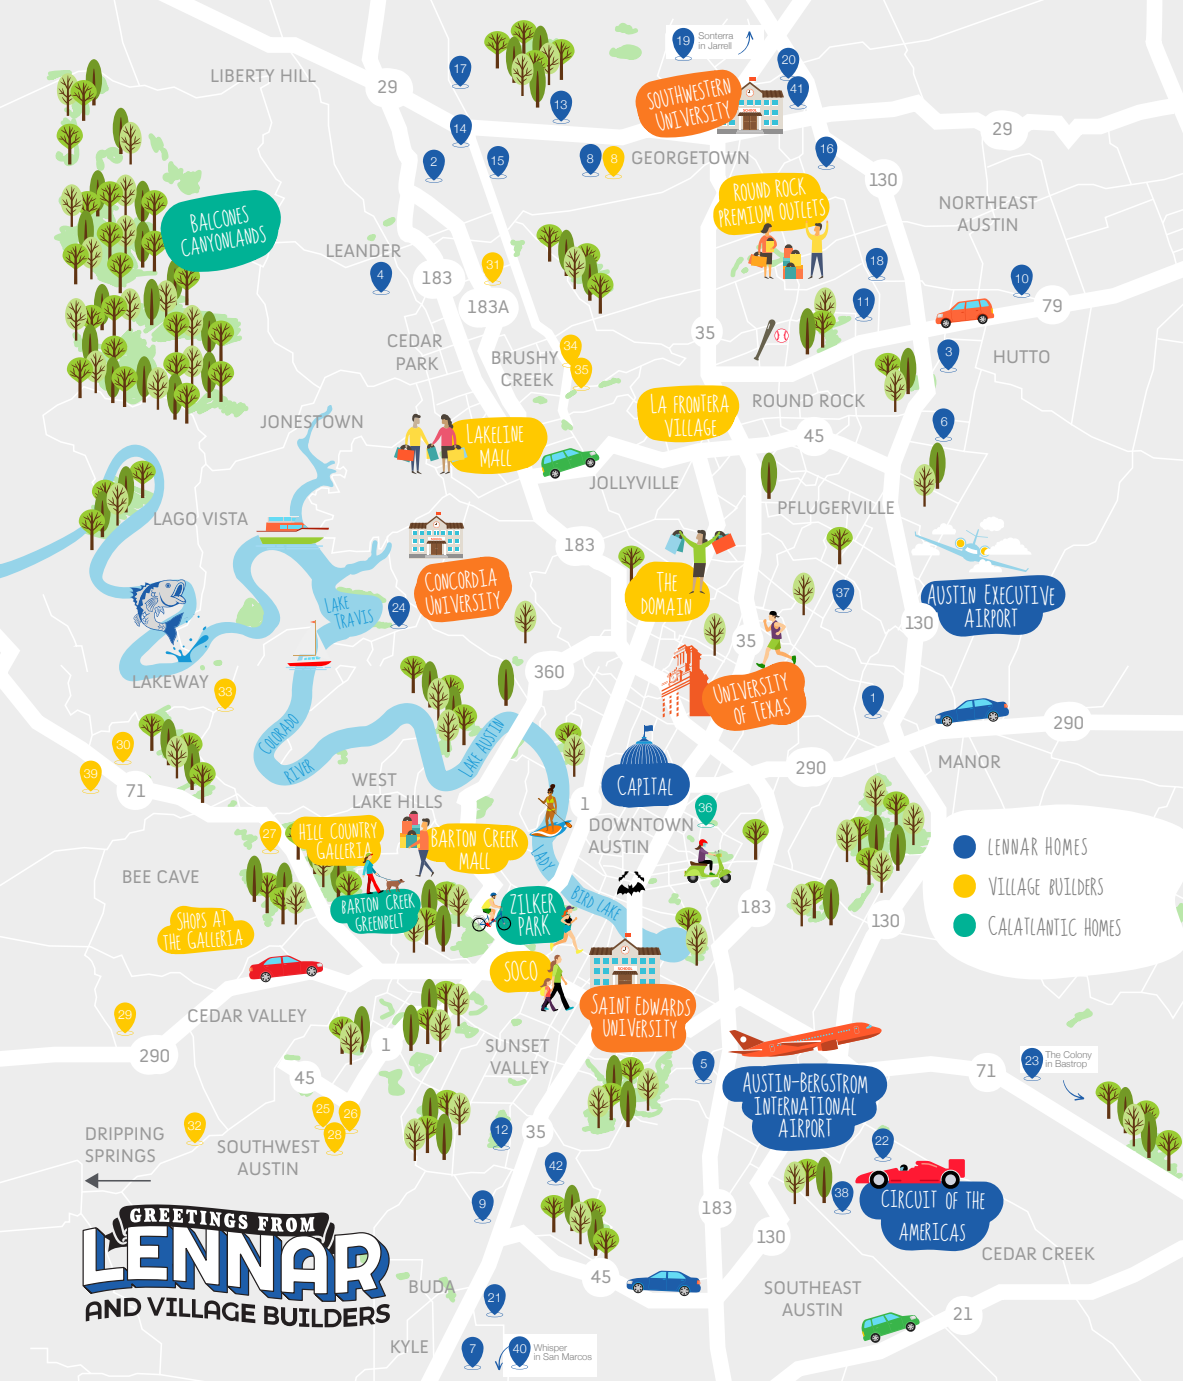 19
Sonterra
in Jarrell
20
17
LIBERTY HILL
29
41
13
SOUTHWESTERN
UNIVERSITY
SCHOOL
14
29
2
15
8
8
GEORGETOWN
16
130
ROUND ROCK
PREMIUM OUTLETS
NORTHEAST
AUSTIN
BALCONES
CANYONLANDS
LEANDER
4
183
31
18
10
183A
11
79
35
CEDAR
PARK
BRUSHY
CREEK
34
35
3
HUTTO
JONESTOWN
LA FRONTERA
VILLAGE
ROUND ROCK
6
LAKELINE
MALL
45
JOLLYVILLE
PFLUGERVILLE
LAGO VISTA
183
CONCORDIA
UNIVERSITY
THE
DOMAIN
37
AUSTIN EXECUTIVE
AIRPORT
LAKE
TRAVIS
24
130
35
LAKEWAY
33
360
UNIVERSITY
OF TEXAS
1
290
COLORADO
RIVER
LAKE AUSTIN
30
39
71
WEST
LAKE HILLS
CAPITAL
290
MANOR
1
36
DOWNTOWN
AUSTIN
27
HILL COUNTRY
GALLERIA
BARTON CREEK
MALL
LADY
BIRD LAKE
LENNAR HOMES
VILLAGE BUILDERS
CALATLANTIC HOMES
BEE CAVE
BARTON CREEK
GREENBELT
ZILKER
PARK
183
130
SHOPS AT
THE GALLERIA
SOCO
SCHOOL
SAINT EDWARDS
UNIVERSITY
29
CEDAR VALLEY
290
1
SUNSET
VALLEY
45
5
AUSTIN-BERGSTROM
INTERNATIONAL
AIRPORT
71
23
The Colony
in Bastrop
25
26
28
32
12
35
22
DRIPPING
SPRINGS
SOUTHWEST
AUSTIN
42
38
9
183
CIRCUIT OF THE
AMERICAS
130
CEDAR CREEK
GREETINGS FROM
LENNAR
AND VILLAGE BUILDERS
BUDA
45
21
SOUTHEAST
AUSTIN
21
KYLE
7
40
Whisper
in San Marcos